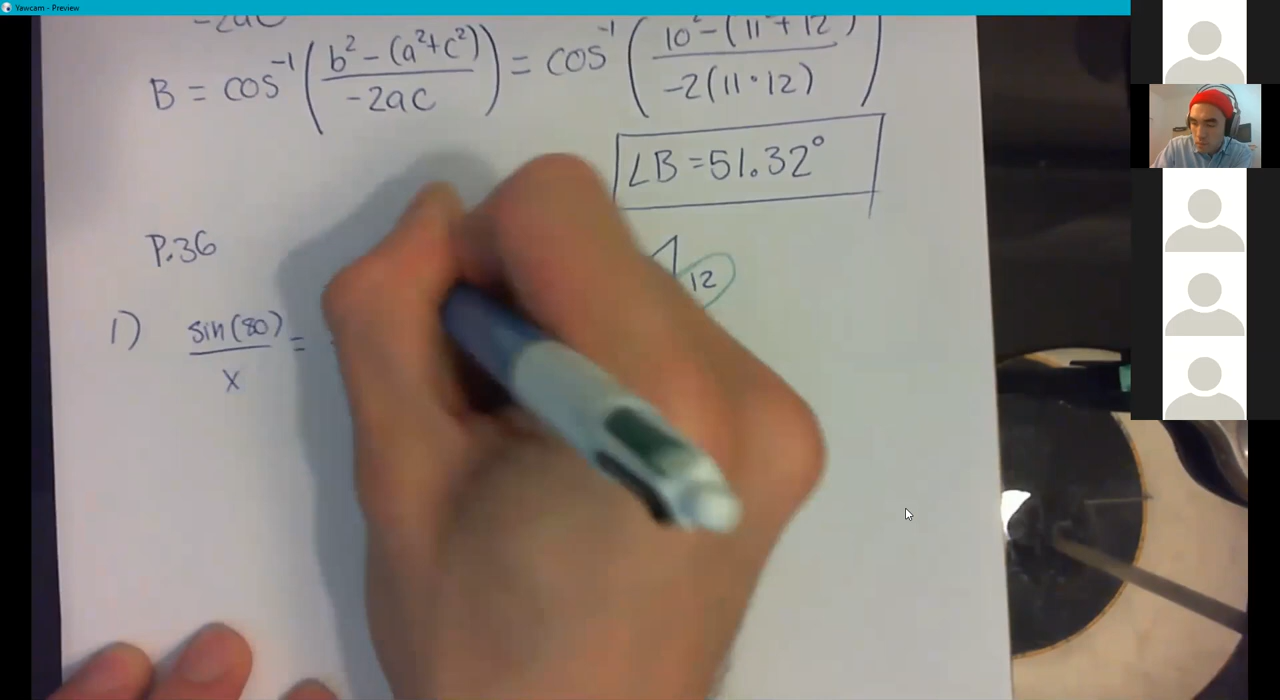 Yawcam - Preview
-2ac
B = cos⁻¹(b² - (a²+c²) / -2ac) = cos⁻¹(10² - (11² + 12²) / -2(11·12))
∠B = 51.32°
P.36
12
1) sin(80) / x =